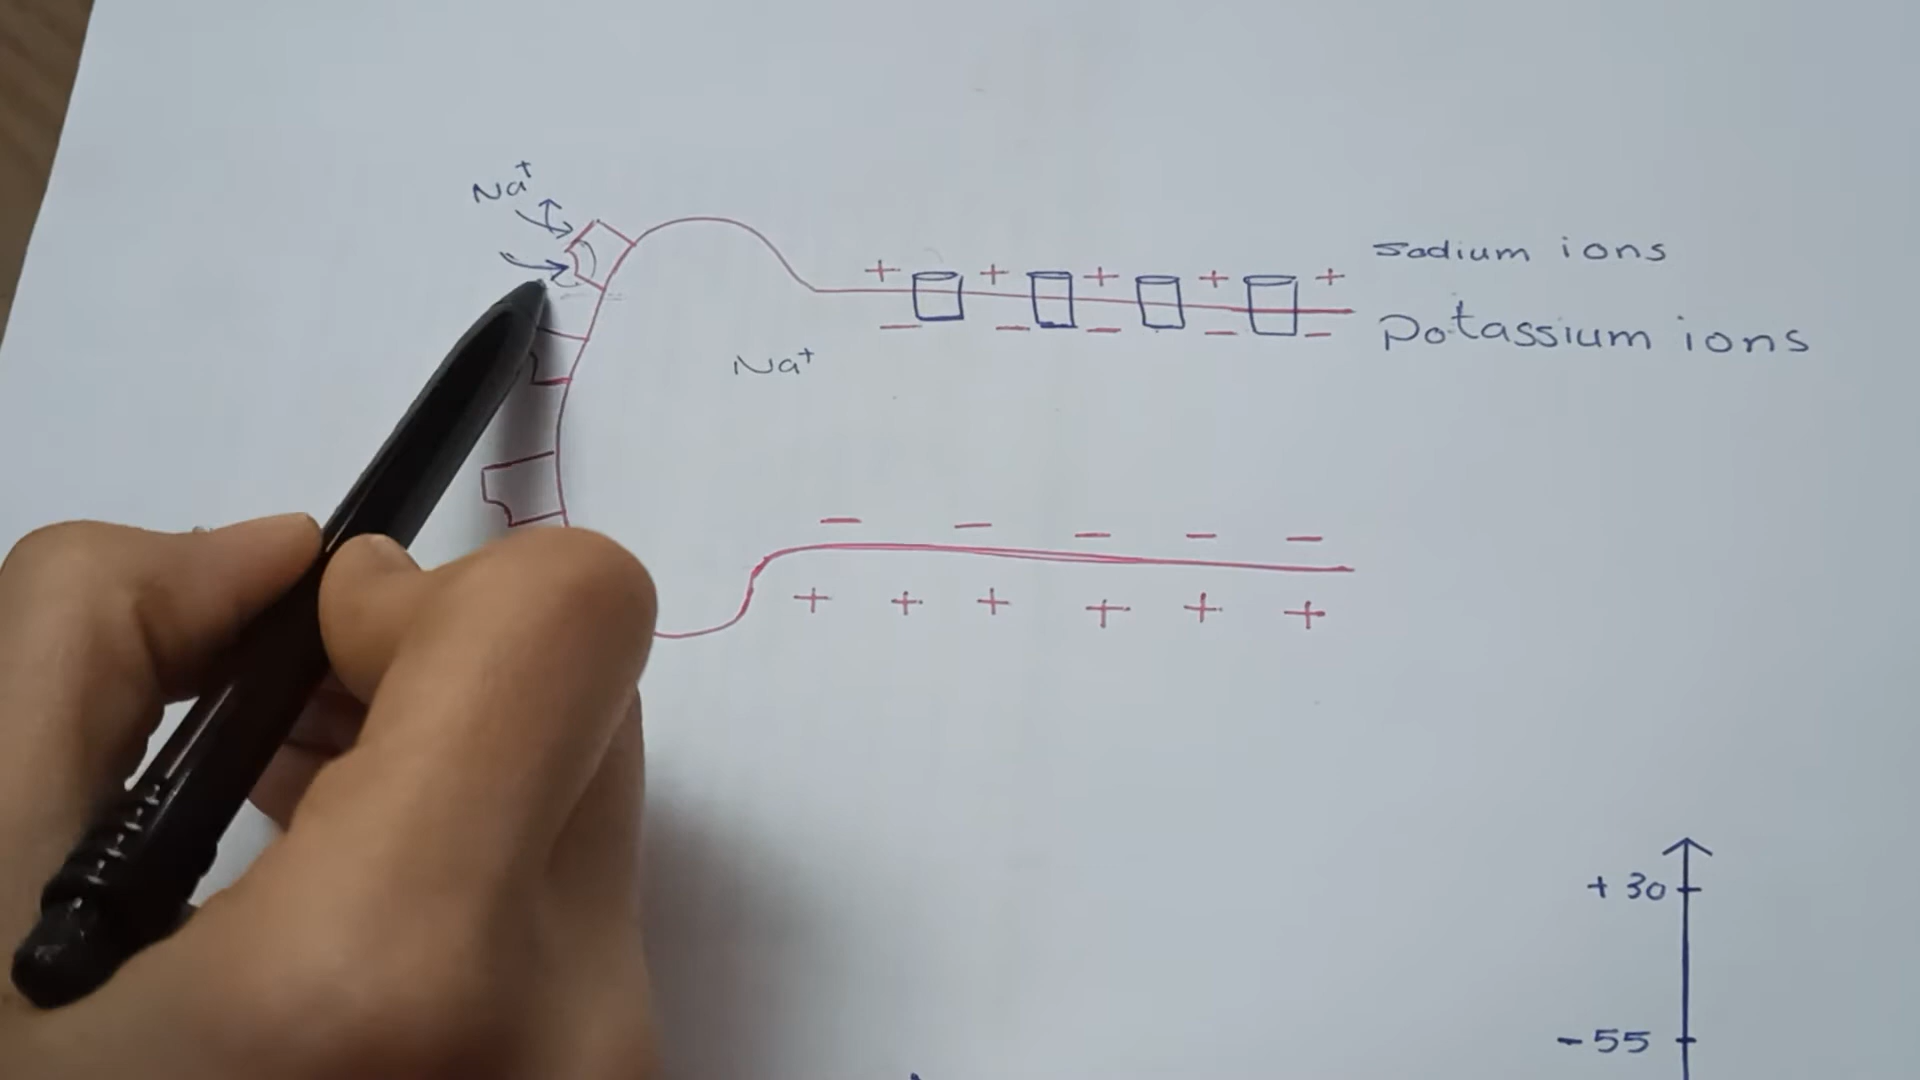 Na⁺
+ + + + +
Sodium ions
Potassium ions
− − − − −
Na⁺
− − − − −
+ + + + + +
+ 30
- 55